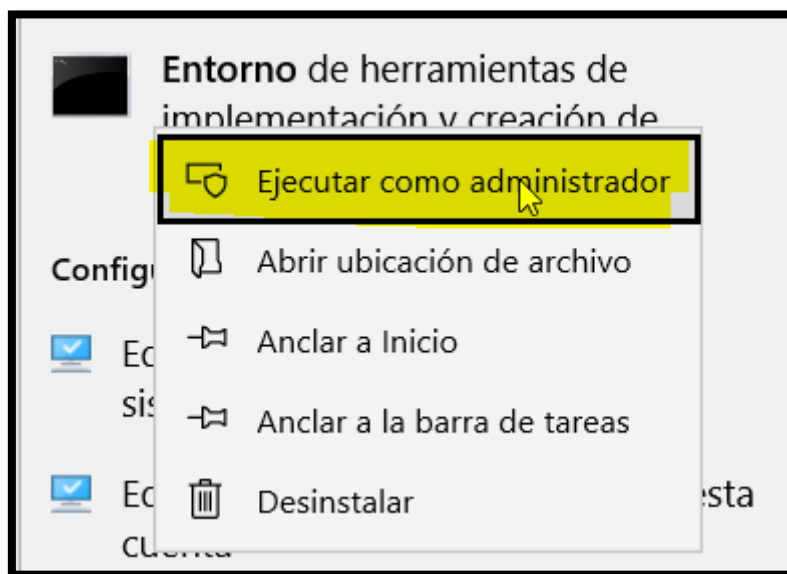 Entorno de herramientas de
implementación y creación de
Ejecutar como administrador
Abrir ubicación de archivo
Anclar a Inicio
Anclar a la barra de tareas
Desinstalar